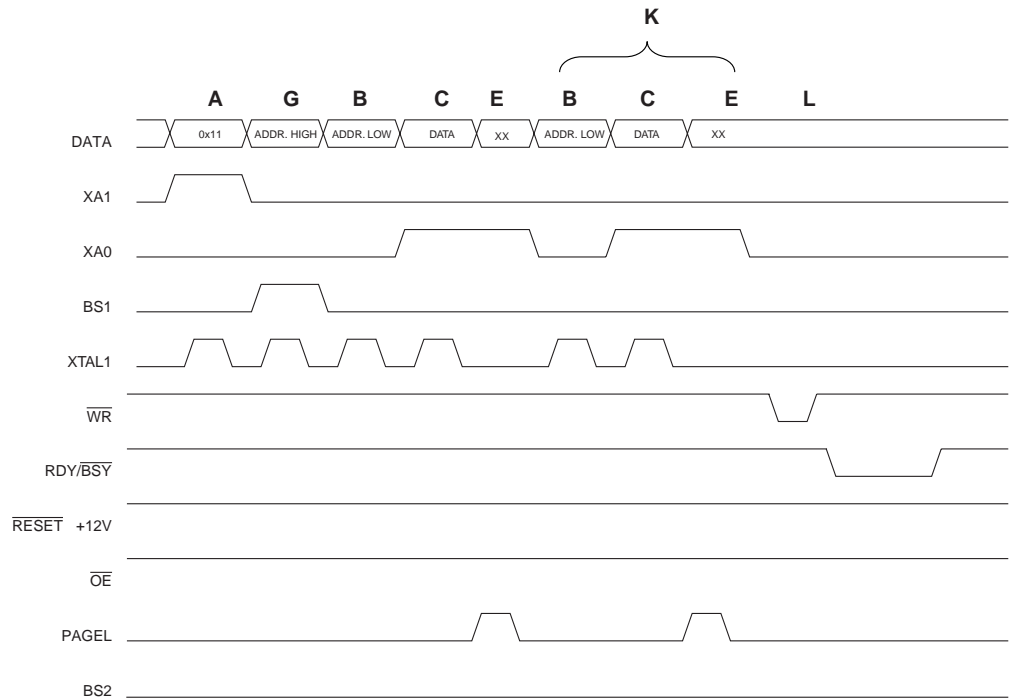 K
A G B C E B C E L
DATA 0x11 ADDR. HIGH ADDR. LOW DATA XX ADDR. LOW DATA XX
XA1
XA0
BS1
XTAL1
WR
RDY/BSY
RESET +12V
OE
PAGEL
BS2